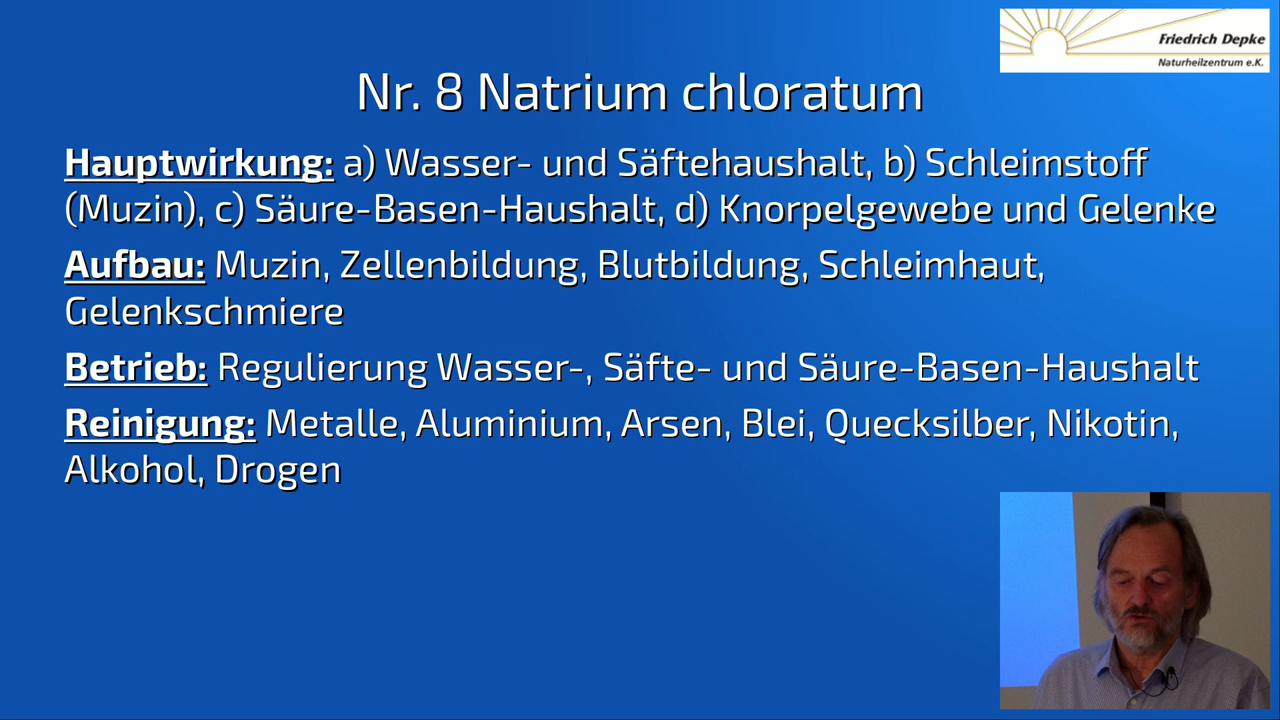 Friedrich Depke
Naturheilzentrum e.K.
Nr. 8 Natrium chloratum
Hauptwirkung: a) Wasser- und Säftehaushalt, b) Schleimstoff
(Muzin), c) Säure-Basen-Haushalt, d) Knorpelgewebe und Gelenke
Aufbau: Muzin, Zellenbildung, Blutbildung, Schleimhaut,
Gelenkschmiere
Betrieb: Regulierung Wasser-, Säfte- und Säure-Basen-Haushalt
Reinigung: Metalle, Aluminium, Arsen, Blei, Quecksilber, Nikotin,
Alkohol, Drogen